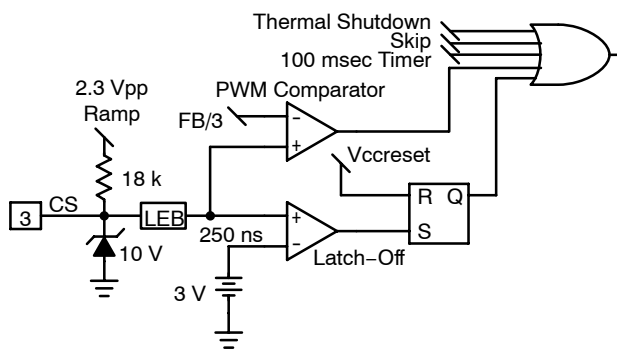 Thermal Shutdown
Skip
100 msec Timer
2.3 Vpp
Ramp
PWM Comparator
FB/3
−
+
18 k
Vccreset
3
CS
LEB
R Q
S
250 ns
+
−
10 V
Latch−Off
3 V